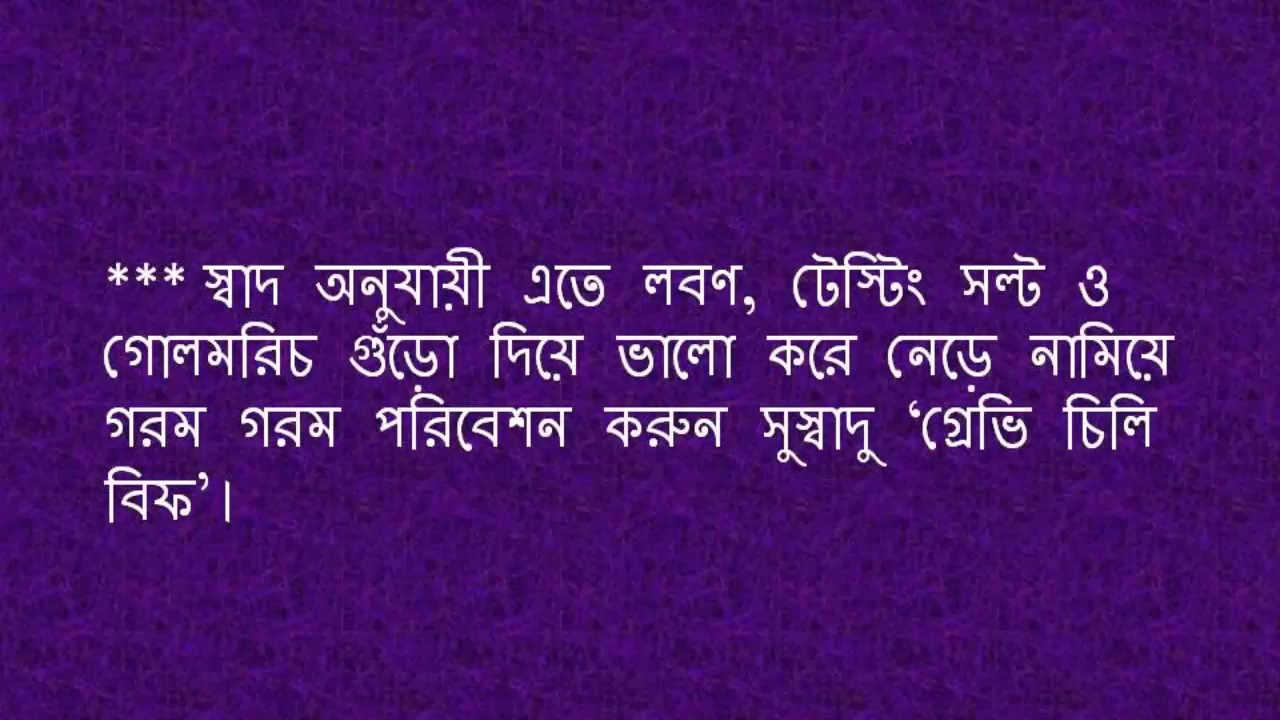 *** স্বাদ অনুযায়ী এতে লবণ, টেস্টিং সল্ট ও
গোলমরিচ গুঁড়ো দিয়ে ভালো করে নেড়ে নামিয়ে
গরম গরম পরিবেশন করুন সুস্বাদু ‘গ্রেভি চিলি
বিফ’।